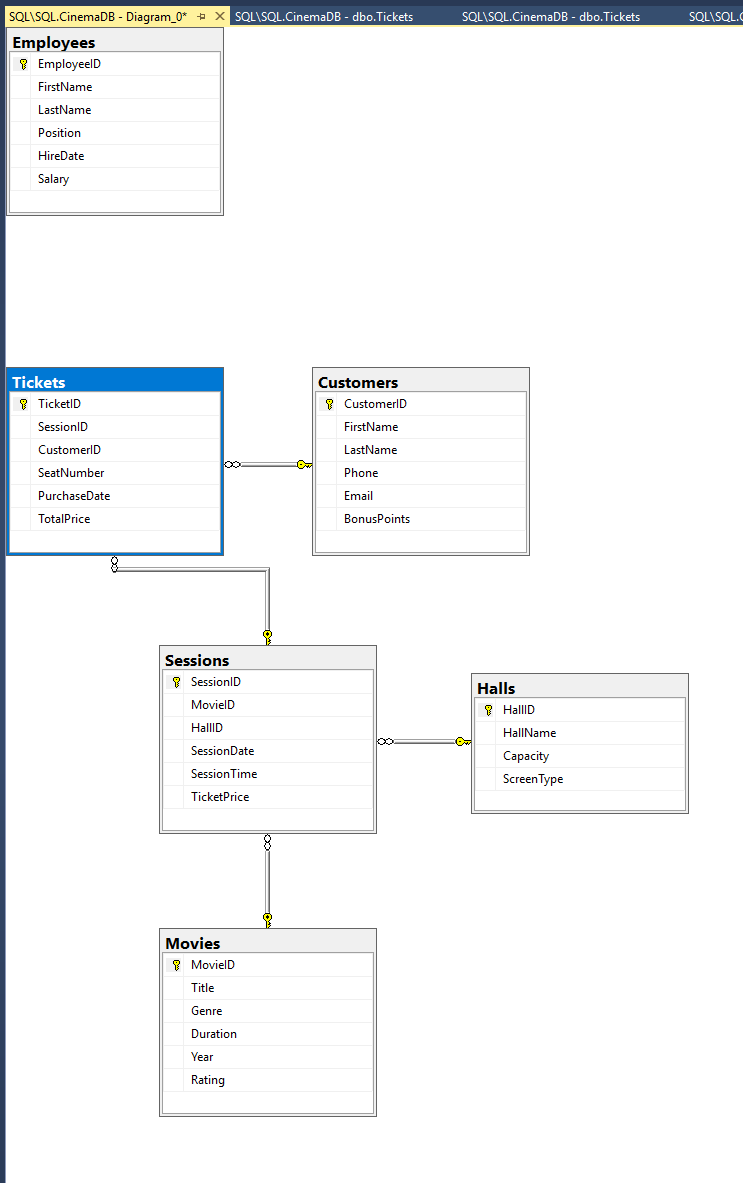 SQL\SQL.CinemaDB - Diagram_0* SQL\SQL.CinemaDB - dbo.Tickets SQL\SQL.CinemaDB - dbo.Tickets SQL\SQL.C
Employees
EmployeeID
FirstName
LastName
Position
HireDate
Salary
Tickets
TicketID
SessionID
CustomerID
SeatNumber
PurchaseDate
TotalPrice
Customers
CustomerID
FirstName
LastName
Phone
Email
BonusPoints
Sessions
SessionID
MovieID
HallID
SessionDate
SessionTime
TicketPrice
Halls
HallID
HallName
Capacity
ScreenType
Movies
MovieID
Title
Genre
Duration
Year
Rating